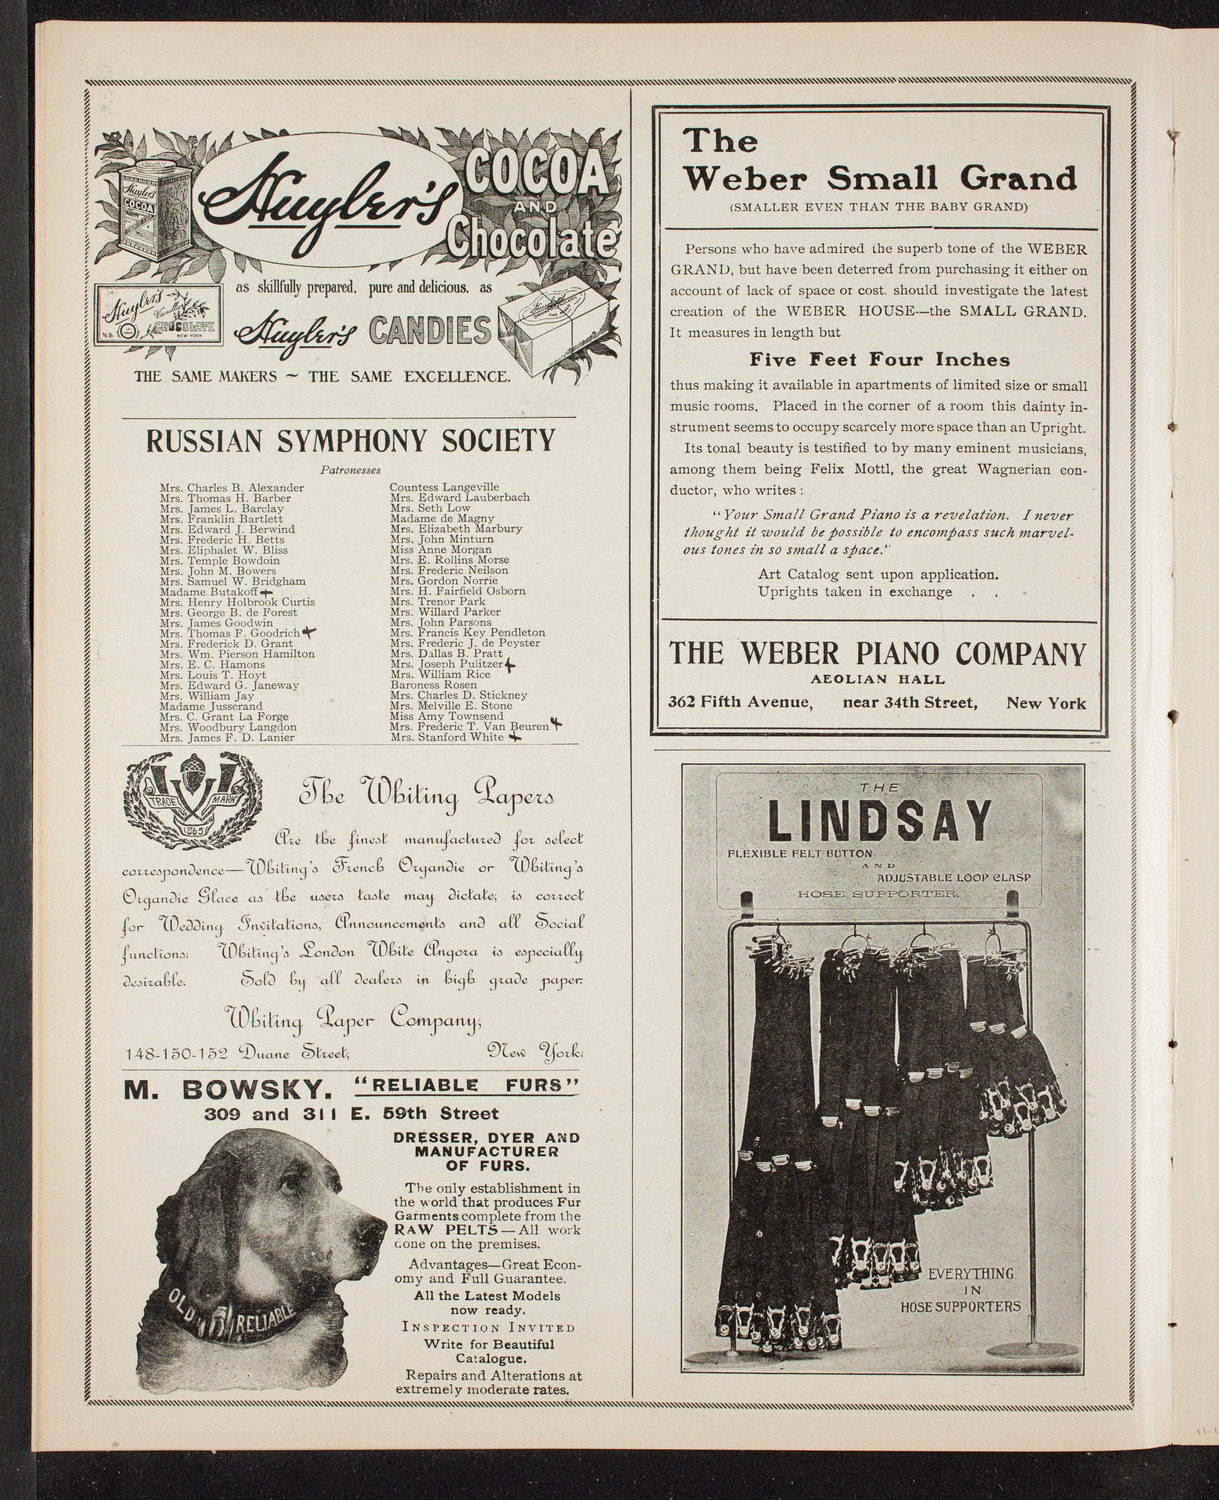 Huyler's
COCOA
AND
Chocolate
Huyler's
COCOA
Huyler's
Vanilla
CHOCOLATE
NEW YORK
as skillfully prepared, pure and delicious, as
Huyler's CANDIES
THE SAME MAKERS ~ THE SAME EXCELLENCE.
RUSSIAN SYMPHONY SOCIETY
Patronesses
Mrs. Charles B. Alexander
Mrs. Thomas H. Barber
Mrs. James L. Barclay
Mrs. Franklin Bartlett
Mrs. Edward J. Berwind
Mrs. Frederic H. Betts
Mrs. Eliphalet W. Bliss
Mrs. Temple Bowdoin
Mrs. John M. Bowers
Mrs. Samuel W. Bridgham
Madame Butakoff
Mrs. Henry Holbrook Curtis
Mrs. George B. de Forest
Mrs. James Goodwin
Mrs. Thomas F. Goodrich
Mrs. Frederick D. Grant
Mrs. Wm. Pierson Hamilton
Mrs. E. C. Hamons
Mrs. Louis T. Hoyt
Mrs. Edward G. Janeway
Mrs. William Jay
Madame Jusserand
Mrs. C. Grant La Forge
Mrs. Woodbury Langdon
Mrs. James F. D. Lanier
Countess Langeville
Mrs. Edward Lauberbach
Mrs. Seth Low
Madame de Magny
Mrs. Elizabeth Marbury
Mrs. John Minturn
Miss Anne Morgan
Mrs. E. Rollins Morse
Mrs. Frederic Neilson
Mrs. Gordon Norrie
Mrs. H. Fairfield Osborn
Mrs. Trenor Park
Mrs. Willard Parker
Mrs. John Parsons
Mrs. Francis Key Pendleton
Mrs. Frederic J. de Peyster
Mrs. Dallas B. Pratt
Mrs. Joseph Pulitzer
Mrs. William Rice
Baroness Rosen
Mrs. Charles D. Stickney
Mrs. Melville E. Stone
Miss Amy Townsend
Mrs. Frederic T. Van Beuren
Mrs. Stanford White
TRADE MARK
1865
The Whiting Papers
Are the finest manufactured for select
correspondence—Whiting's French Organdie or Whiting's
Organdie Glace as the users taste may dictate, is correct
for Wedding Invitations, Announcements and all Social
functions. Whiting's London White Angora is especially
desirable. Sold by all dealers in high grade paper.
Whiting Paper Company,
148-150-152 Duane Street, New York.
M. BOWSKY. "RELIABLE FURS"
309 and 311 E. 59th Street
OLD RELIABLE
DRESSER, DYER AND
MANUFACTURER
OF FURS.
The only establishment in
the world that produces Fur
Garments complete from the
RAW PELTS—All work
done on the premises.
Advantages—Great Econ-
omy and Full Guarantee.
All the Latest Models
now ready.
INSPECTION INVITED
Write for Beautiful
Catalogue.
Repairs and Alterations at
extremely moderate rates.
The
Weber Small Grand
(SMALLER EVEN THAN THE BABY GRAND)
Persons who have admired the superb tone of the WEBER
GRAND, but have been deterred from purchasing it either on
account of lack of space or cost, should investigate the latest
creation of the WEBER HOUSE—the SMALL GRAND.
It measures in length but
Five Feet Four Inches
thus making it available in apartments of limited size or small
music rooms. Placed in the corner of a room this dainty in-
strument seems to occupy scarcely more space than an Upright.
Its tonal beauty is testified to by many eminent musicians,
among them being Felix Mottl, the great Wagnerian con-
ductor, who writes:
"Your Small Grand Piano is a revelation. I never
thought it would be possible to encompass such marvel-
ous tones in so small a space."
Art Catalog sent upon application.
Uprights taken in exchange . . .
THE WEBER PIANO COMPANY
AEOLIAN HALL
362 Fifth Avenue, near 34th Street, New York
THE
LINDSAY
FLEXIBLE FELT BUTTON
AND
ADJUSTABLE LOOP CLASP
HOSE SUPPORTER.
EVERYTHING
IN
HOSE SUPPORTERS